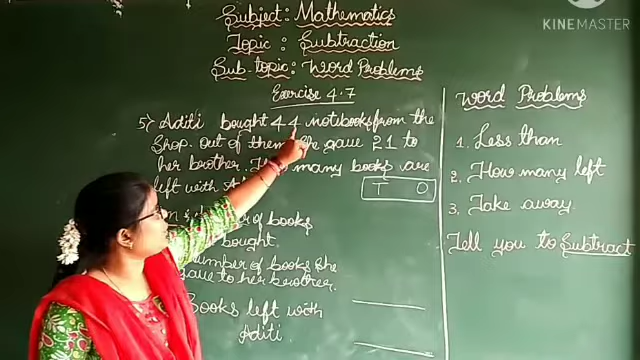 KINEMASTER
Subject: Mathematics
Topic: Subtraction
Sub-topic: Word Problems
Exercise 4.7
5) Aditi bought 44 notebooks from the
shop. Out of them she gave 21 to
her brother. How many books are
left with
T O
of books
bought.
number of books she
gave to her brother.
Books left with
Aditi
Word Problems
1. Less than
2. How many left
3. Take away
Tell you to Subtract